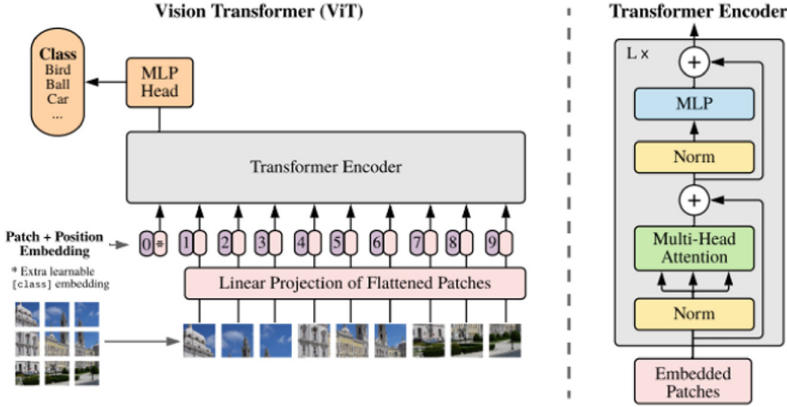 Vision Transformer (ViT)
Class
Bird
Ball
Car
...
MLP
Head
Transformer Encoder
Patch + Position
Embedding
0 * 1 2 3 4 5 6 7 8 9
* Extra learnable
[class] embedding
Linear Projection of Flattened Patches
Transformer Encoder
L x
+
MLP
Norm
+
Multi-Head
Attention
Norm
Embedded
Patches